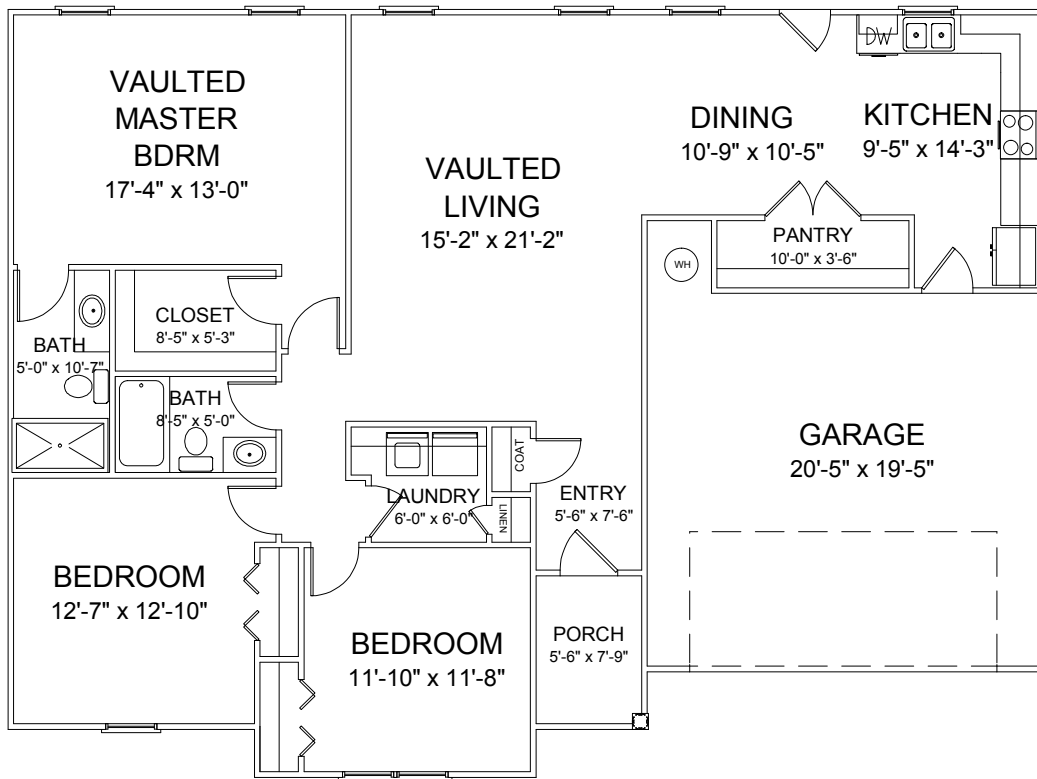 VAULTED
MASTER
BDRM
17'-4" x 13'-0"
VAULTED
LIVING
15'-2" x 21'-2"
DINING
10'-9" x 10'-5"
KITCHEN
9'-5" x 14'-3"
DW
PANTRY
10'-0" x 3'-6"
WH
CLOSET
8'-5" x 5'-3"
BATH
5'-0" x 10'-7"
BATH
8'-5" x 5'-0"
GARAGE
20'-5" x 19'-5"
COAT
LAUNDRY
6'-0" x 6'-0"
LINEN
ENTRY
5'-6" x 7'-6"
BEDROOM
12'-7" x 12'-10"
BEDROOM
11'-10" x 11'-8"
PORCH
5'-6" x 7'-9"